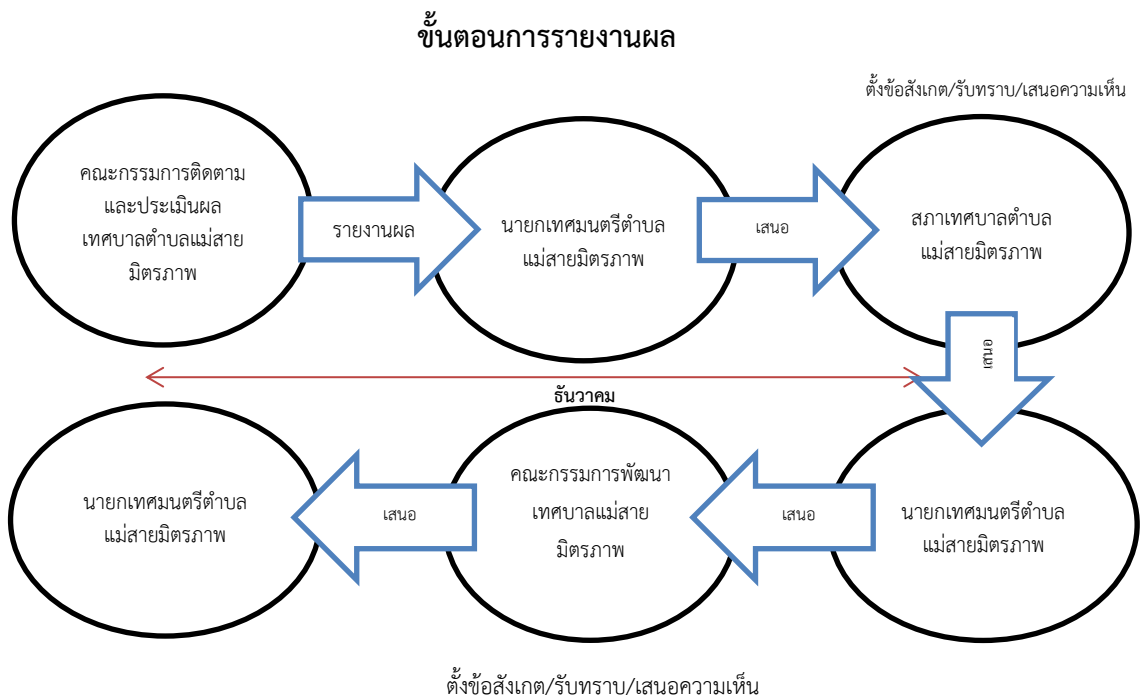 ขั้นตอนการรายงานผล
ตั้งข้อสังเกต/รับทราบ/เสนอความเห็น
คณะกรรมการติดตาม
และประเมินผล
เทศบาลตำบลแม่สาย
มิตรภาพ
รายงานผล
นายกเทศมนตรีตำบล
แม่สายมิตรภาพ
เสนอ
สภาเทศบาลตำบล
แม่สายมิตรภาพ
เสนอ
ธันวาคม
นายกเทศมนตรีตำบล
แม่สายมิตรภาพ
เสนอ
คณะกรรมการพัฒนา
เทศบาลแม่สาย
มิตรภาพ
เสนอ
นายกเทศมนตรีตำบล
แม่สายมิตรภาพ
ตั้งข้อสังเกต/รับทราบ/เสนอความเห็น